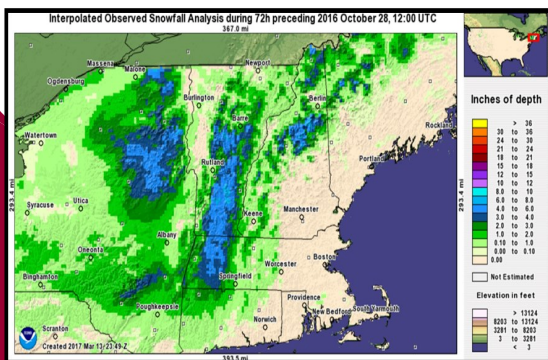 Interpolated Observed Snowfall Analysis during 72h preceding 2016 October 28, 12:00 UTC
367.0 mi
Massena
Malone
Newport
Ogdensburg
Burlington
Berlin
Barre
Watertown
Rockland
Portland
Rutland
293.4 mi
293.4 mi
Syracuse
Utica
Keene
Manchester
Albany
Oneonta
Worcester
Boston
Binghamton
Springfield
Poughkeepsie
Providence
New Bedford
South Yarmouth
Norwich
Scranton
Created 2017 Mar 13/23:49 Z
393.5 mi
Inches of depth
> 36
30 to 36
24 to 30
21 to 24
18 to 21
15 to 18
12 to 15
10 to 12
8.0 to 10
6.0 to 8.0
4.0 to 6.0
3.0 to 4.0
2.0 to 3.0
1.0 to 2.0
0.10 to 1.0
0.00 to 0.10
0.00
Not Estimated
Elevation in feet
> 13124
8203 to 13124
3281 to 8203
3 to 3281
< 3